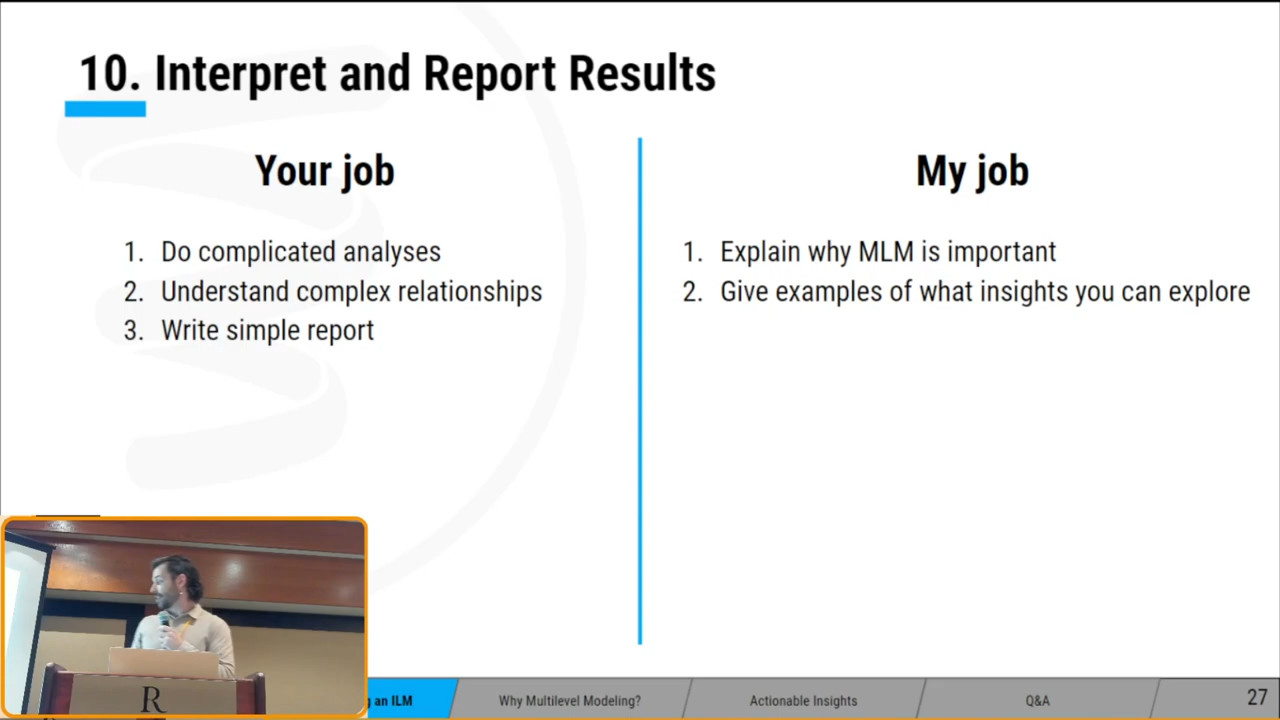 10. Interpret and Report Results
Your job
1. Do complicated analyses
2. Understand complex relationships
3. Write simple report
My job
1. Explain why MLM is important
2. Give examples of what insights you can explore
R
an ILM
Why Multilevel Modeling?
Actionable Insights
Q&A
27